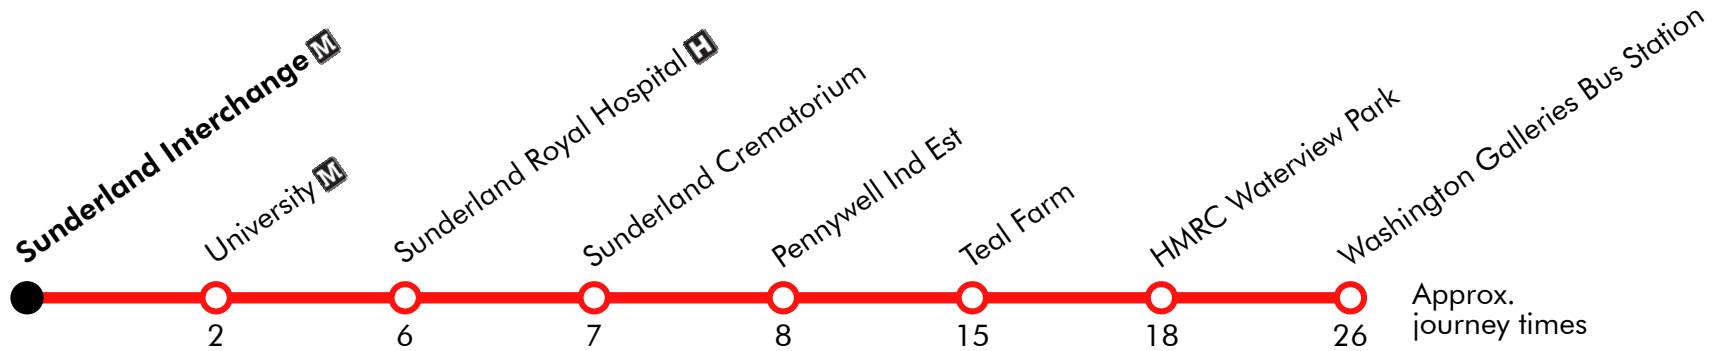 Sunderland Interchange M
University M
Sunderland Royal Hospital H
Sunderland Crematorium
Pennywell Ind Est
Teal Farm
HMRC Waterview Park
Washington Galleries Bus Station
2 6 7 8 15 18 26
Approx.
journey times